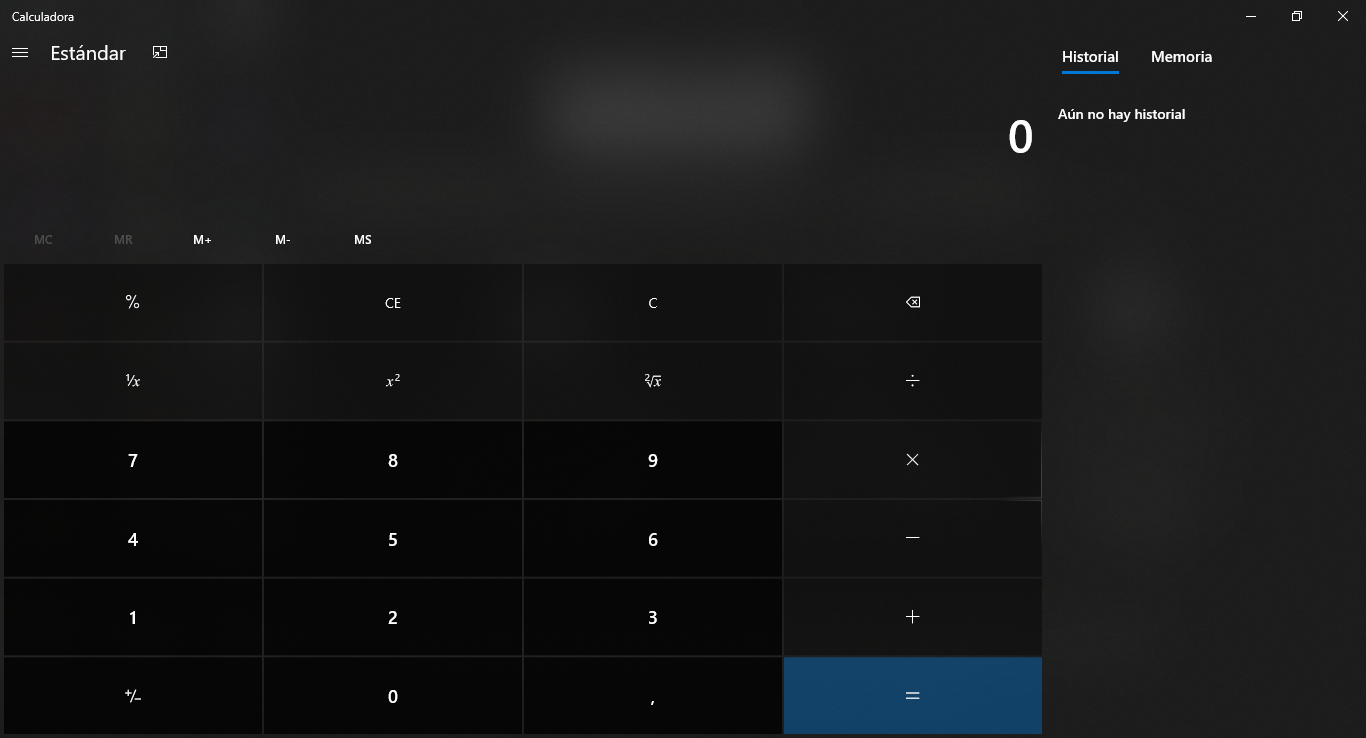 Calculadora
Estándar
Historial Memoria
0
Aún no hay historial
MC MR M+ M- MS
% CE C
¹/x x² ²√x ÷
7 8 9 ×
4 5 6 −
1 2 3 +
+/− 0 , =